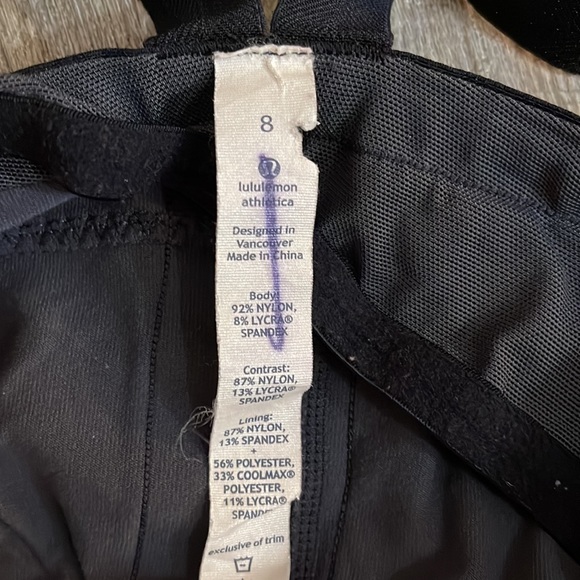 8
lululemon
athletica
Designed in
Vancouver
Made in China
Body:
92% NYLON,
8% LYCRA®
SPANDEX
Contrast:
87% NYLON,
13% LYCRA®
SPANDEX
Lining:
87% NYLON,
13% SPANDEX
+
56% POLYESTER,
33% COOLMAX®
POLYESTER,
11% LYCRA®
SPAND
exclusive of trim